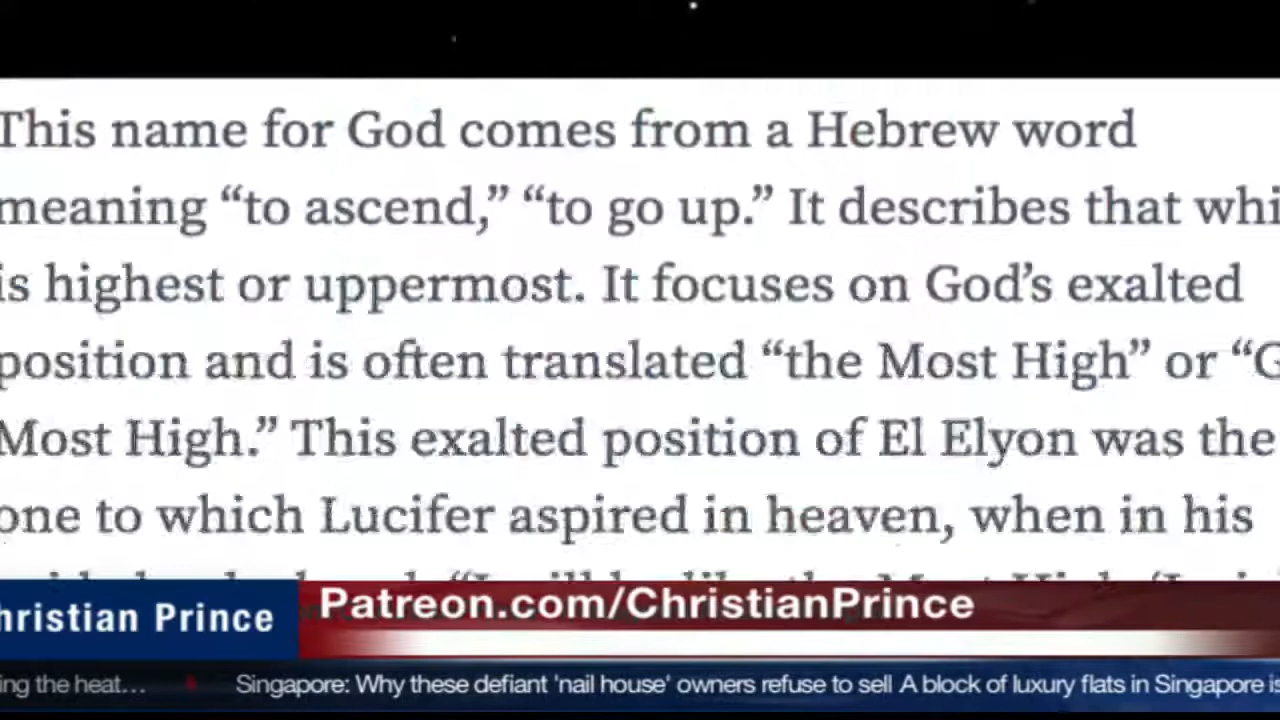 This name for God comes from a Hebrew word
meaning “to ascend,” “to go up.” It describes that whi
is highest or uppermost. It focuses on God’s exalted
position and is often translated “the Most High” or “G
Most High.” This exalted position of El Elyon was the
one to which Lucifer aspired in heaven, when in his
hristian Prince
Patreon.com/ChristianPrince
ing the heat... Singapore: Why these defiant 'nail house' owners refuse to sell A block of luxury flats in Singapore is